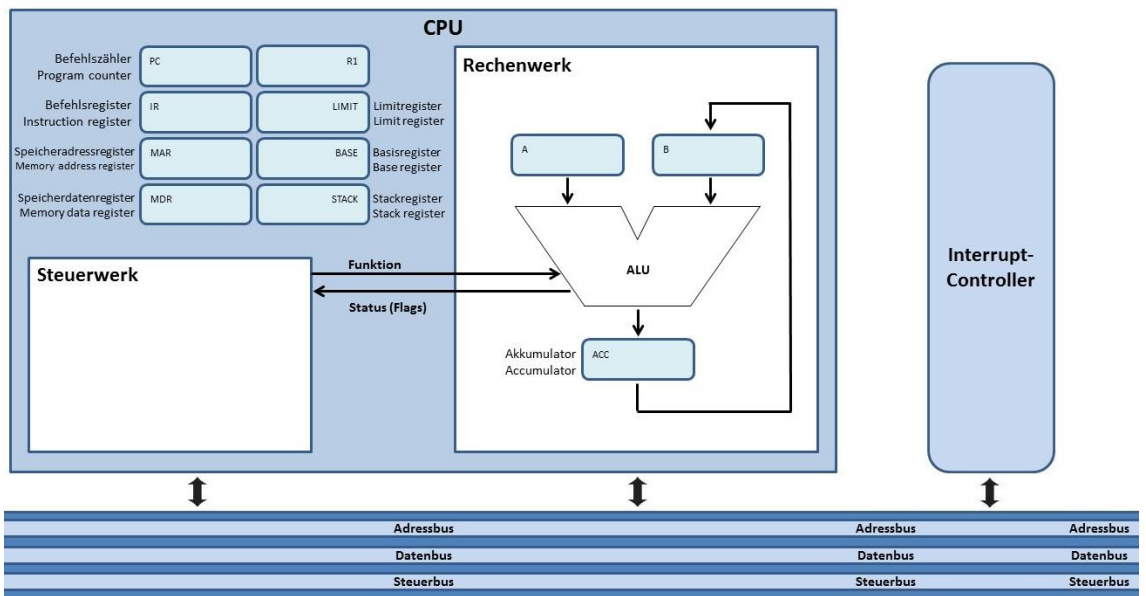 CPU
Befehlszähler
Program counter
PC
R1
Befehlsregister
Instruction register
IR
LIMIT
Limitregister
Limit register
Speicheradressregister
Memory address register
MAR
BASE
Basisregister
Base register
Speicherdatenregister
Memory data register
MDR
STACK
Stackregister
Stack register
Steuerwerk
Funktion
Status (Flags)
Rechenwerk
A
B
ALU
Akkumulator
Accumulator
ACC
Interrupt-
Controller
Adressbus Adressbus Adressbus
Datenbus Datenbus Datenbus
Steuerbus Steuerbus Steuerbus